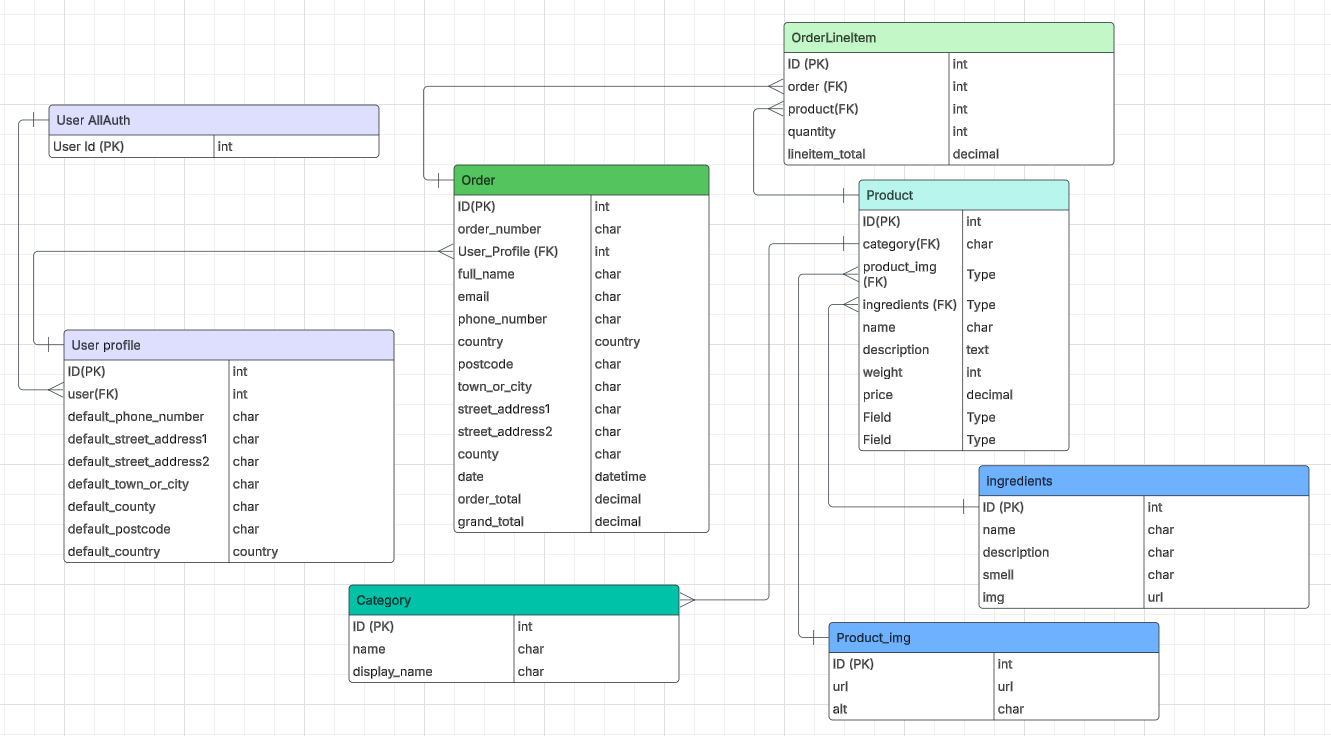 OrderLineItem
ID (PK) int
order (FK) int
product(FK) int
quantity int
lineitem_total decimal
User AllAuth
User Id (PK) int
Order
ID(PK) int
order_number char
User_Profile (FK) int
full_name char
email char
phone_number char
country country
postcode char
town_or_city char
street_address1 char
street_address2 char
county char
date datetime
order_total decimal
grand_total decimal
Product
ID(PK) int
category(FK) char
product_img
(FK) Type
ingredients (FK) Type
name char
description text
weight int
price decimal
Field Type
Field Type
User profile
ID(PK) int
user(FK) int
default_phone_number char
default_street_address1 char
default_street_address2 char
default_town_or_city char
default_county char
default_postcode char
default_country country
ingredients
ID (PK) int
name char
description char
smell char
img url
Category
ID (PK) int
name char
display_name char
Product_img
ID (PK) int
url url
alt char